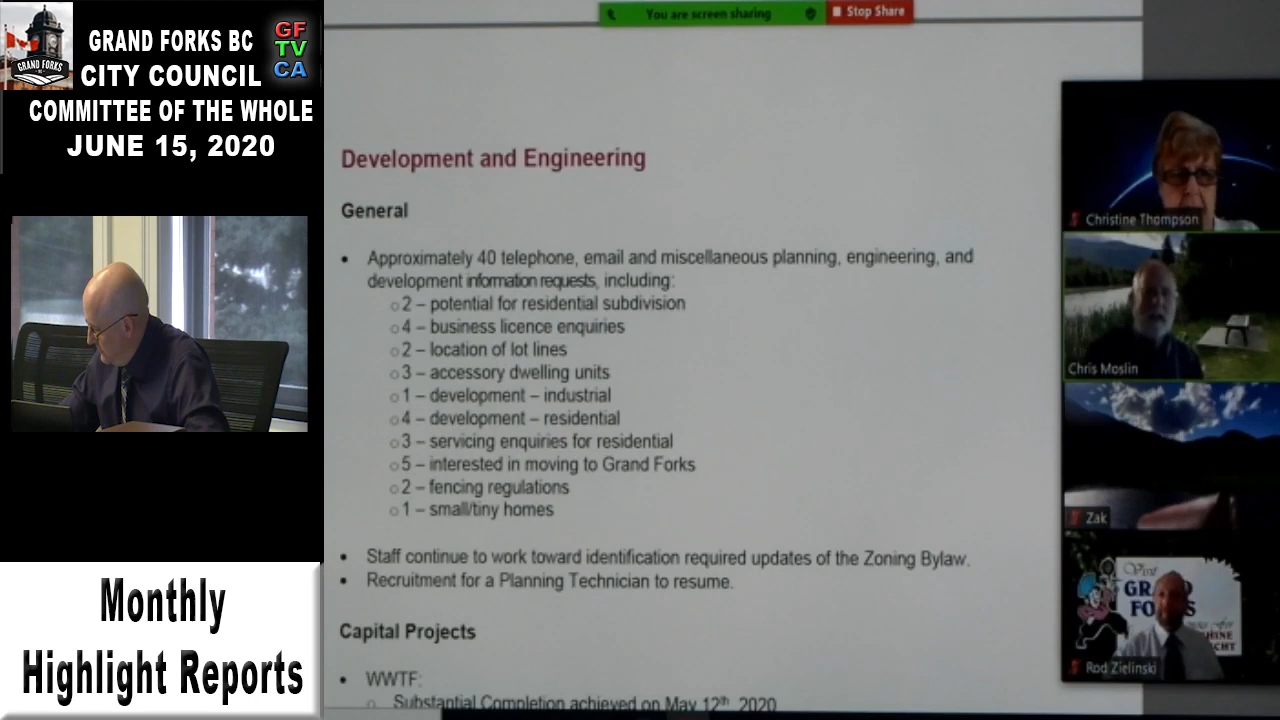 GRAND FORKS BC
CITY COUNCIL
COMMITTEE OF THE WHOLE
JUNE 15, 2020
GRAND FORKS
GF
TV
CA
Monthly
Highlight Reports
You are screen sharing
Stop Share
Development and Engineering
General
• Approximately 40 telephone, email and miscellaneous planning, engineering, and
development information requests, including:
○ 2 – potential for residential subdivision
○ 4 – business licence enquiries
○ 2 – location of lot lines
○ 3 – accessory dwelling units
○ 1 – development – industrial
○ 4 – development – residential
○ 3 – servicing enquiries for residential
○ 5 – interested in moving to Grand Forks
○ 2 – fencing regulations
○ 1 – small/tiny homes
• Staff continue to work toward identification required updates of the Zoning Bylaw.
• Recruitment for a Planning Technician to resume.
Capital Projects
• WWTF:
○ Substantial Completion achieved on May 12th, 2020
Christine Thompson
Chris Moslin
Zak
Visit
Rod Zielinski